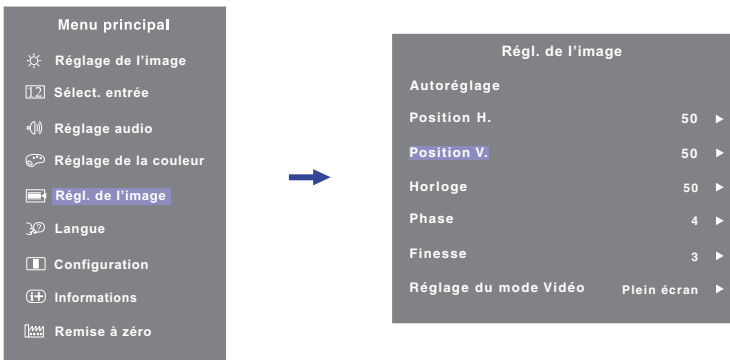 Menu principal
Réglage de l'image
12 Sélect. entrée
Réglage audio
Réglage de la couleur
Régl. de l'image
Langue
Configuration
Informations
Remise à zéro
Régl. de l'image
Autoréglage
Position H. 50
Position V. 50
Horloge 50
Phase 4
Finesse 3
Réglage du mode Vidéo Plein écran